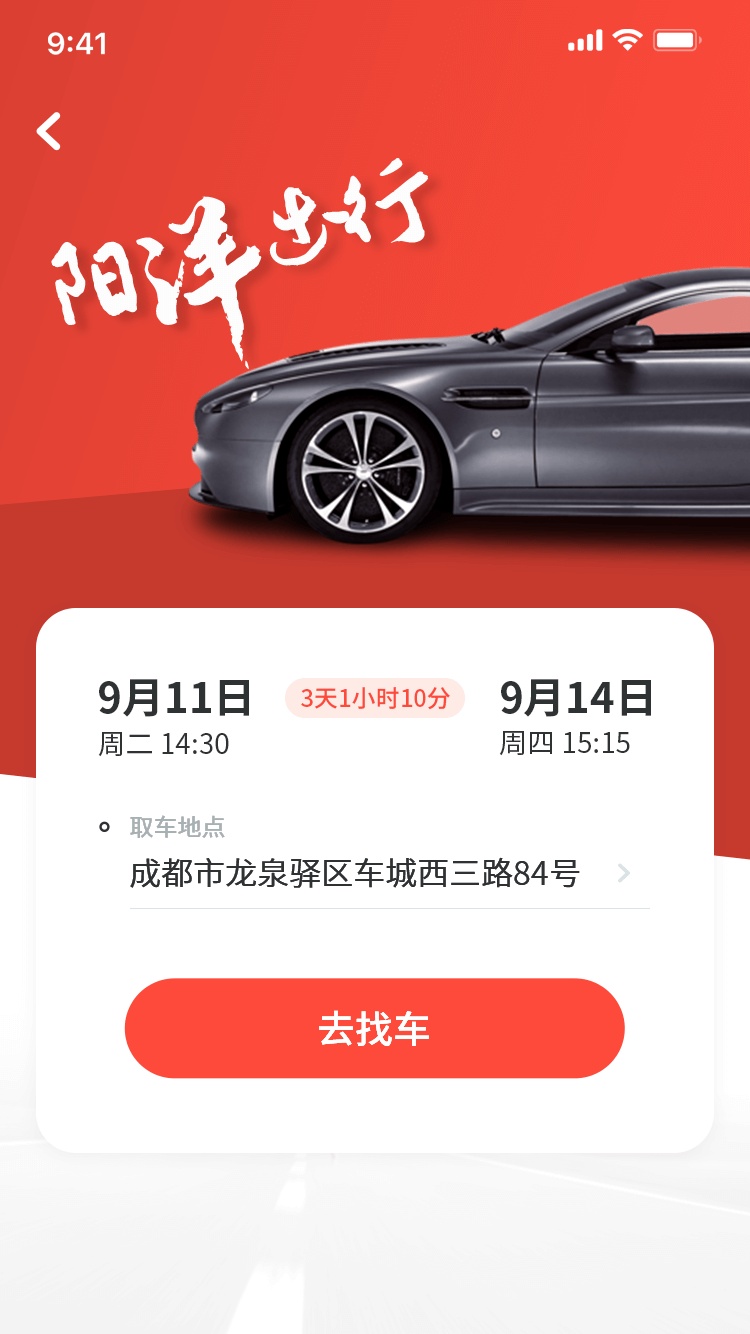 9:41
阳洋出行
9月11日
3天1小时10分
9月14日
周二 14:30
周四 15:15
取车地点
成都市龙泉驿区车城西三路84号
去找车